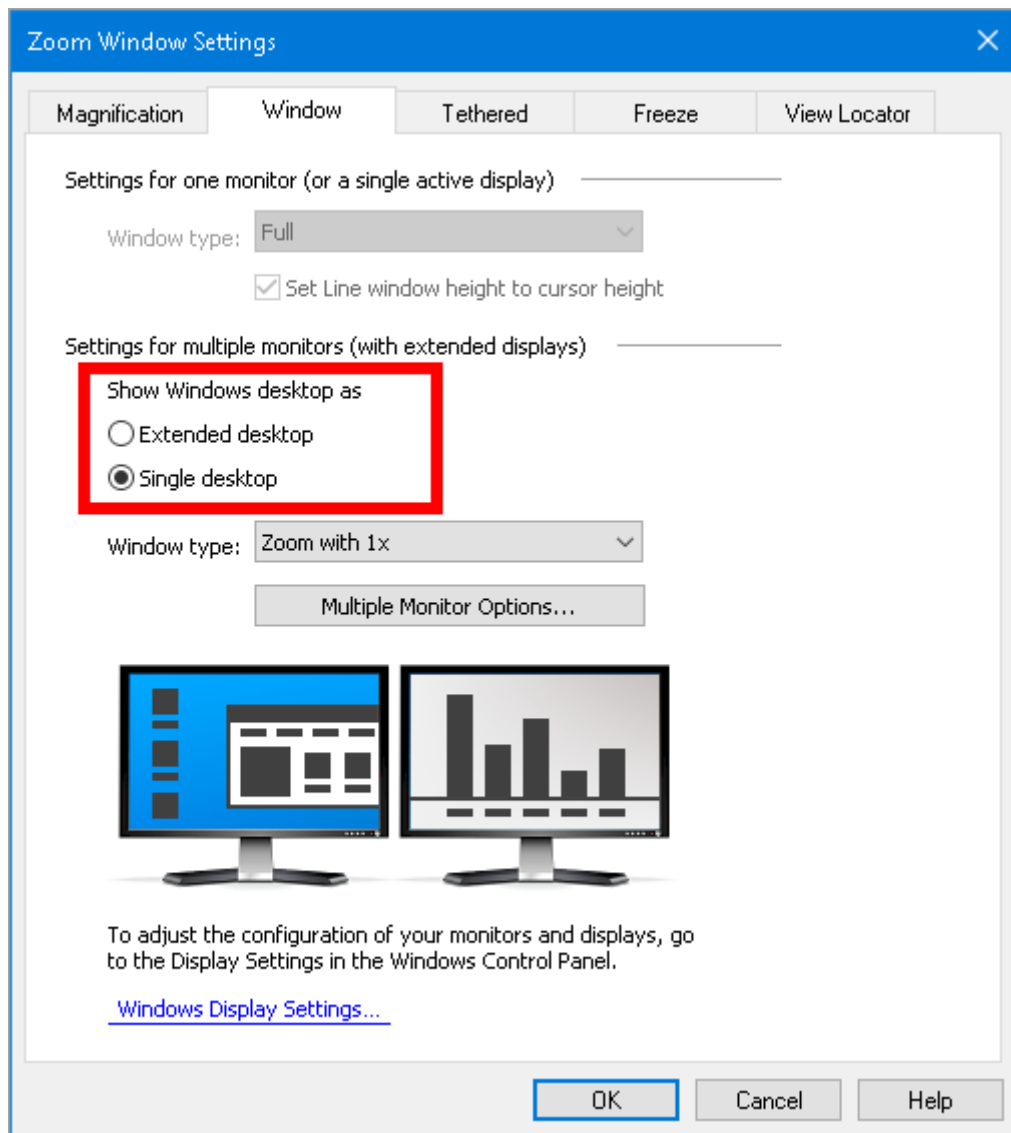 Zoom Window Settings
Magnification Window Tethered Freeze View Locator
Settings for one monitor (or a single active display)
Window type: Full
Set Line window height to cursor height
Settings for multiple monitors (with extended displays)
Show Windows desktop as
Extended desktop
Single desktop
Window type: Zoom with 1x
Multiple Monitor Options...
To adjust the configuration of your monitors and displays, go
to the Display Settings in the Windows Control Panel.
Windows Display Settings...
OK Cancel Help